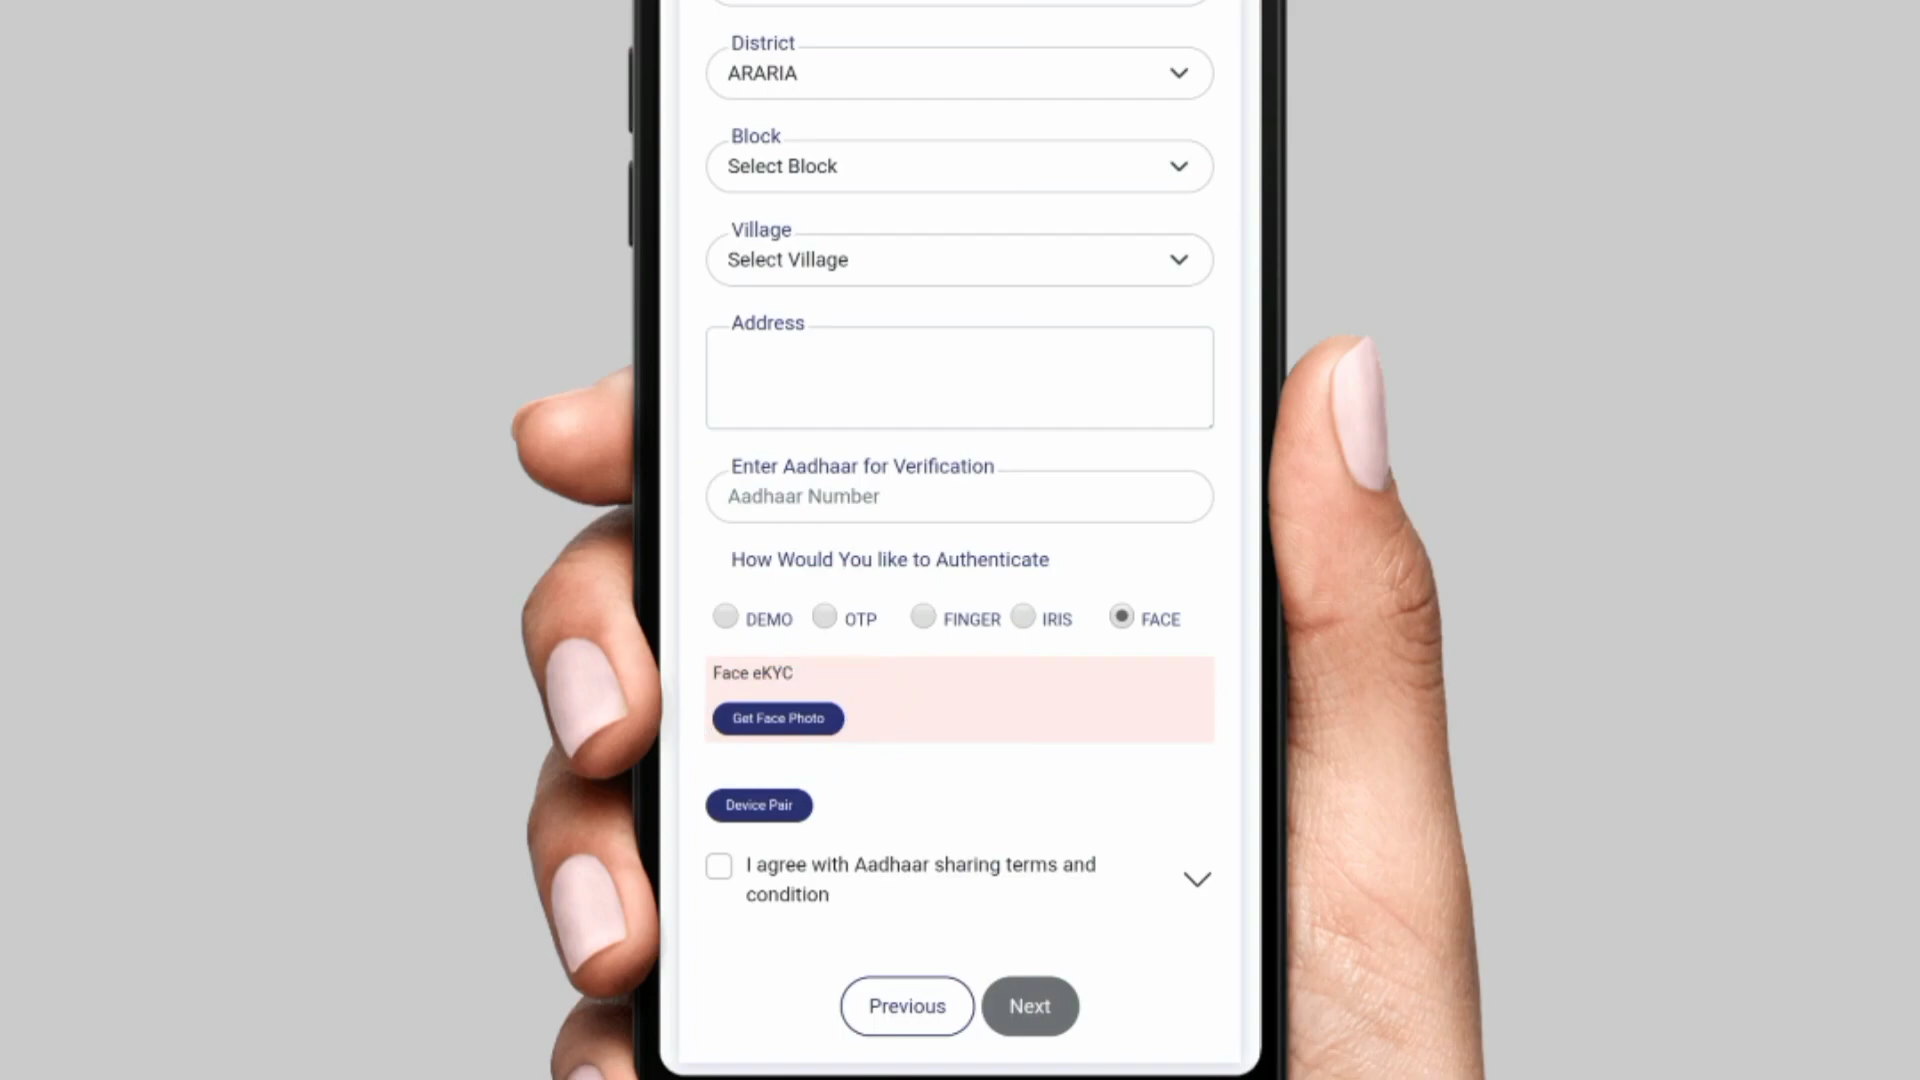 District
ARARIA
Block
Select Block
Village
Select Village
Address
Enter Aadhaar for Verification
Aadhaar Number
How Would You like to Authenticate
DEMO OTP FINGER IRIS FACE
Face eKYC
Get Face Photo
Device Pair
I agree with Aadhaar sharing terms and
condition
Previous Next